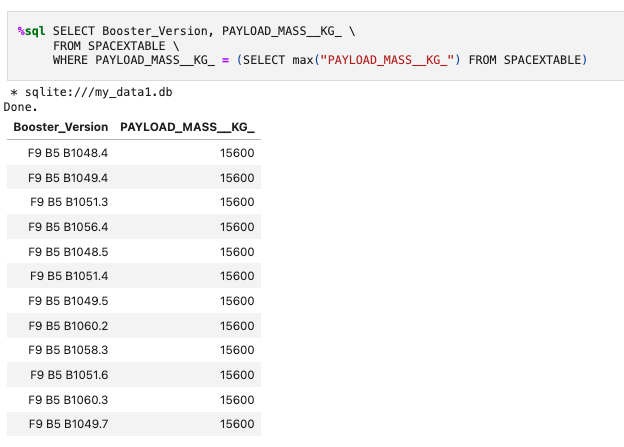 %sql SELECT Booster_Version, PAYLOAD_MASS__KG_ \
FROM SPACEXTABLE \
WHERE PAYLOAD_MASS__KG_ = (SELECT max("PAYLOAD_MASS__KG_") FROM SPACEXTABLE)
* sqlite:///my_data1.db
Done.
Booster_Version PAYLOAD_MASS__KG_
F9 B5 B1048.4 15600
F9 B5 B1049.4 15600
F9 B5 B1051.3 15600
F9 B5 B1056.4 15600
F9 B5 B1048.5 15600
F9 B5 B1051.4 15600
F9 B5 B1049.5 15600
F9 B5 B1060.2 15600
F9 B5 B1058.3 15600
F9 B5 B1051.6 15600
F9 B5 B1060.3 15600
F9 B5 B1049.7 15600